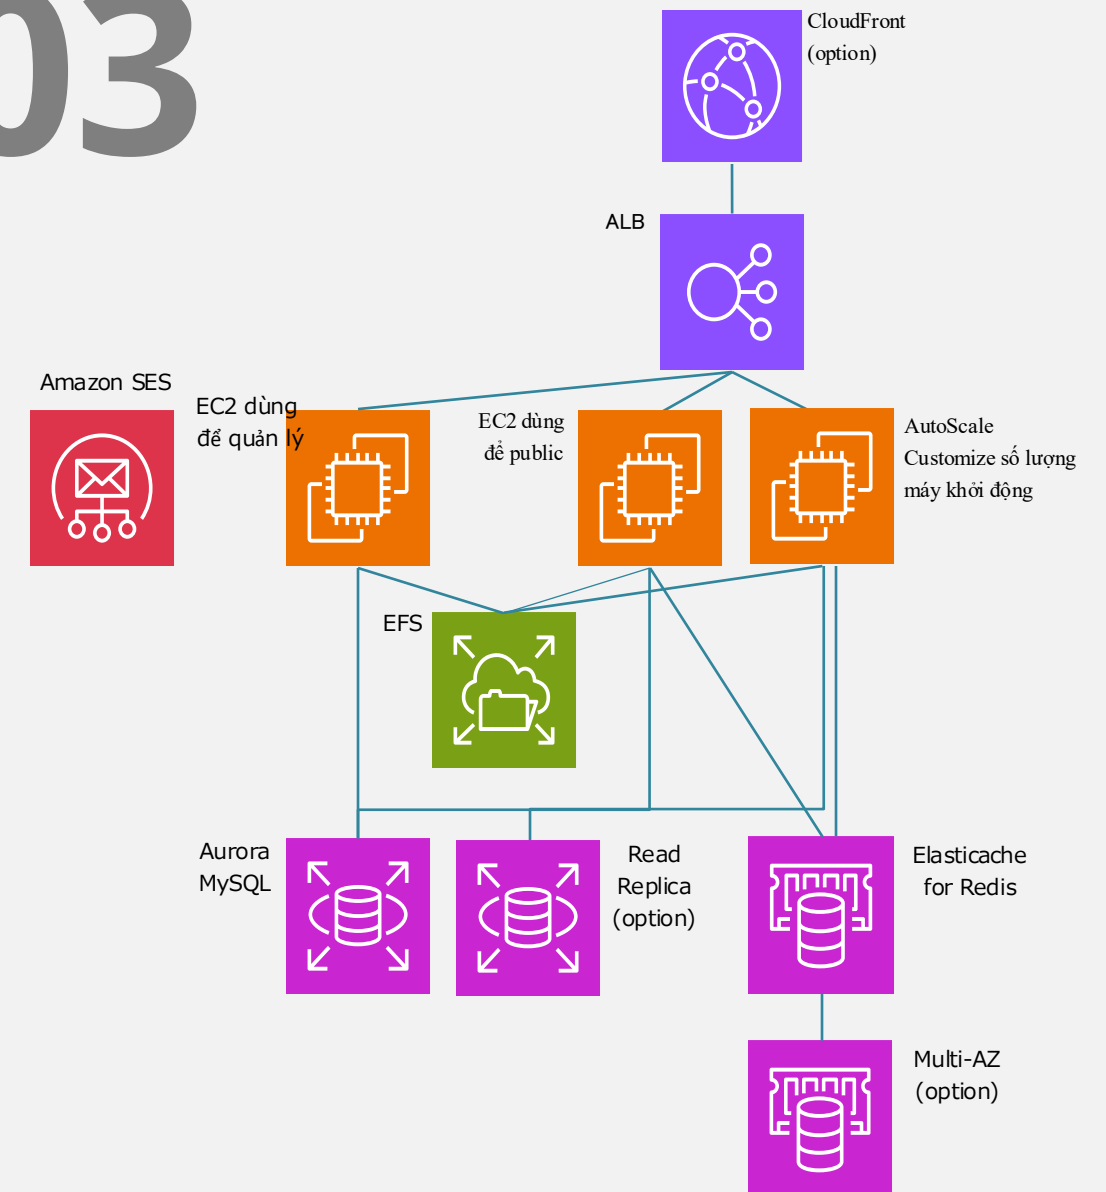 03
CloudFront
(option)
ALB
Amazon SES
EC2 dùng
để quản lý
EC2 dùng
để public
AutoScale
Customize số lượng
máy khởi động
EFS
Aurora
MySQL
Read
Replica
(option)
Elasticache
for Redis
Multi-AZ
(option)